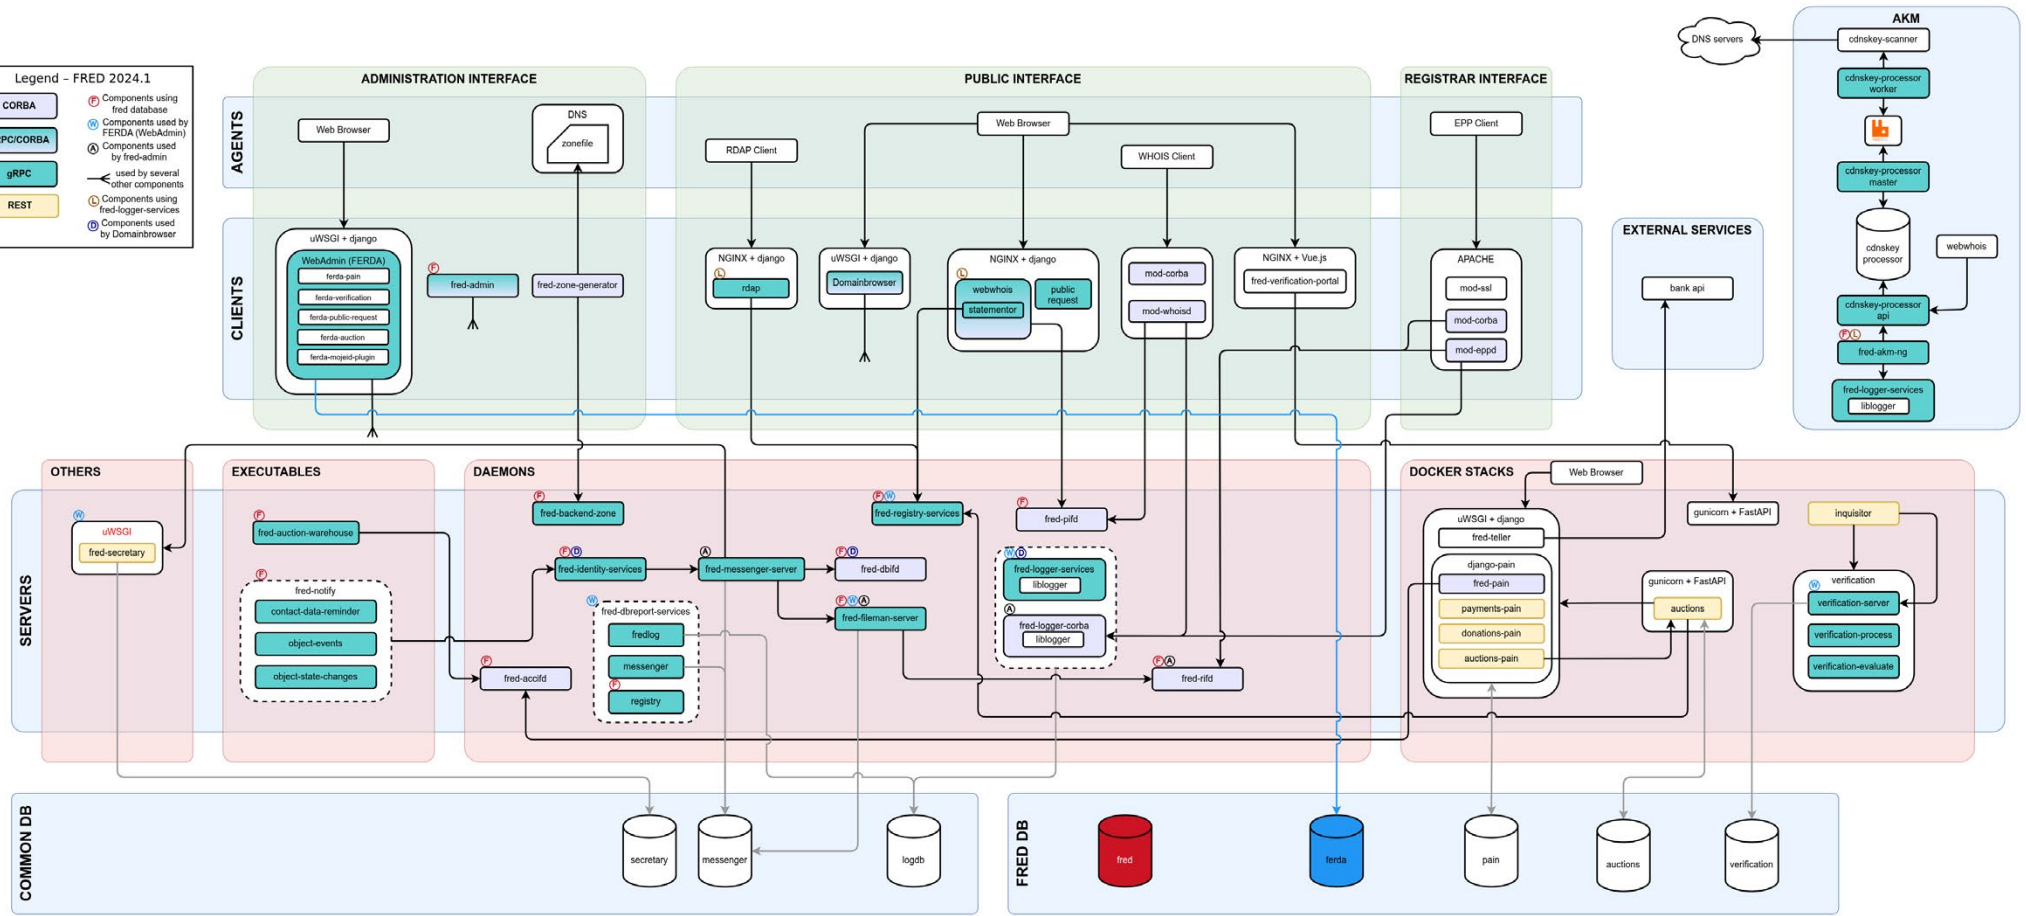 Legend – FRED 2024.1
CORBA
PC/CORBA
gRPC
REST
F Components using
fred database
W Components used by
FERDA (WebAdmin)
A Components used
by fred-admin
used by several
other components
L Components using
fred-logger-services
D Components used
by Domainbrowser
ADMINISTRATION INTERFACE
PUBLIC INTERFACE
REGISTRAR INTERFACE
AGENTS
Web Browser
DNS
zonefile
RDAP Client
Web Browser
WHOIS Client
EPP Client
CLIENTS
uWSGI + django
WebAdmin (FERDA)
ferda-pain
ferda-verification
ferda-public-request
ferda-auction
ferda-mojeid-plugin
F
fred-admin
fred-zone-generator
NGINX + django
L
rdap
uWSGI + django
Domainbrowser
NGINX + django
L
webwhois
statementor
public
request
mod-corba
mod-whoisd
NGINX + Vue.js
fred-verification-portal
APACHE
mod-ssl
mod-corba
mod-eppd
EXTERNAL SERVICES
bank api
AKM
DNS servers
cdnskey-scanner
cdnskey-processor
worker
cdnskey-processor
master
cdnskey
processor
webwhois
cdnskey-processor
api
F L
fred-akm-ng
fred-logger-services
liblogger
SERVERS
OTHERS
W
uWSGI
fred-secretary
EXECUTABLES
F
fred-auction-warehouse
F
fred-notify
contact-data-reminder
object-events
object-state-changes
DAEMONS
F
fred-backend-zone
F D
fred-identity-services
A
fred-messenger-server
F D
fred-dbifd
F W A
fred-fileman-server
F W
fred-registry-services
F
fred-pifd
W D
fred-logger-services
liblogger
A
fred-logger-corba
liblogger
F
fred-accifd
W
fred-dbreport-services
fredlog
messenger
F
registry
F A
fred-rifd
DOCKER STACKS
Web Browser
uWSGI + django
fred-teller
django-pain
fred-pain
payments-pain
donations-pain
auctions-pain
gunicorn + FastAPI
gunicorn + FastAPI
auctions
inquisitor
verification
W
verification-server
verification-process
verification-evaluate
COMMON DB
secretary
messenger
logdb
FRED DB
fred
ferda
pain
auctions
verification